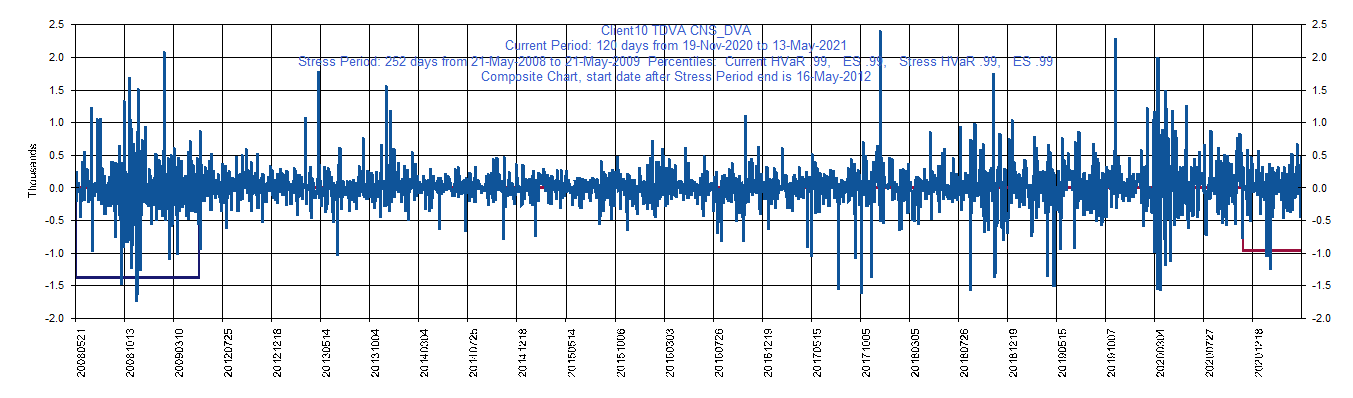 Client10 TDVA CNS_DVA
Current Period: 120 days from 19-Nov-2020 to 13-May-2021
Stress Period: 252 days from 21-May-2008 to 21-May-2009 Percentiles: Current HVaR .99, ES .99, Stress HVaR .99, ES .99
Composite Chart, start date after Stress Period end is 16-May-2012
Thousands
2.5 2.5
2.0 2.0
1.5 1.5
1.0 1.0
0.5 0.5
0.0 0.0
-0.5 -0.5
-1.0 -1.0
-1.5 -1.5
-2.0 -2.0
20080521 20081013 20090310 20120725 20121218 20130514 20131004 20140304 20140725 20141218 20150514 20151006 20160303 20160726 20161219 20170515 20171005 20180305 20180726 20181219 20190515 20191007 20200304 20200727 20201218